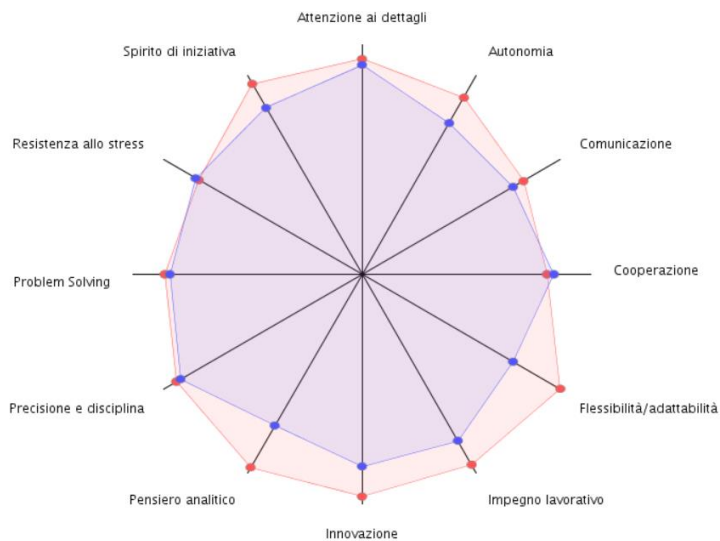 Attenzione ai dettagli
Spirito di iniziativa
Autonomia
Resistenza allo stress
Comunicazione
Cooperazione
Problem Solving
Precisione e disciplina
Flessibilità/adattabilità
Pensiero analitico
Impegno lavorativo
Innovazione